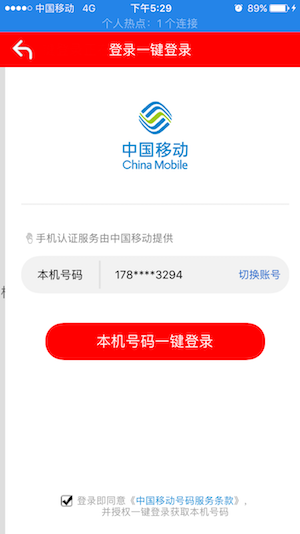 中国移动 4G 下午5:29 89%
个人热点：1 个连接
登录一键登录
中国移动
China Mobile
手机认证服务由中国移动提供
本机号码 178****3294 切换账号
本机号码一键登录
登录即同意《中国移动号码服务条款》，
并授权一键登录获取本机号码